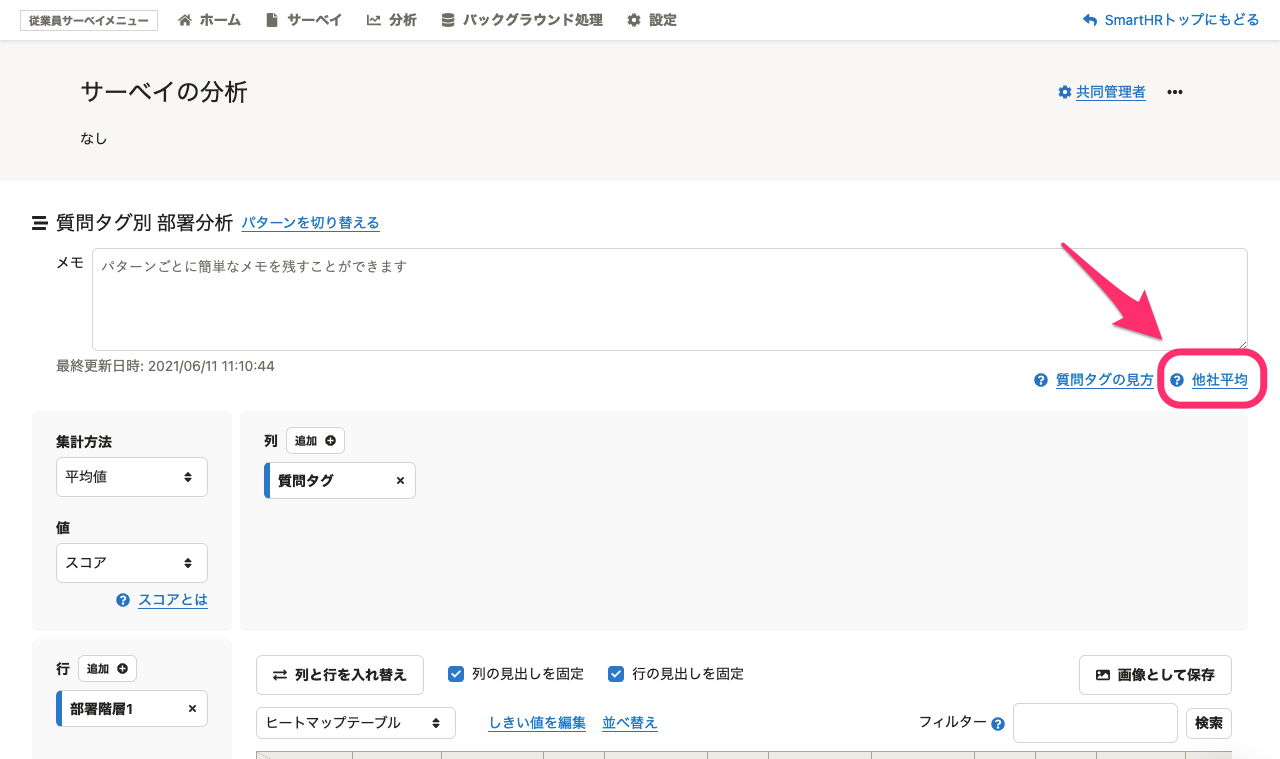 従業員サーベイメニュー ホーム サーベイ 分析 バックグラウンド処理 設定 SmartHRトップにもどる
サーベイの分析 共同管理者
なし
質問タグ別 部署分析 パターンを切り替える
メモ パターンごとに簡単なメモを残すことができます
最終更新日時: 2021/06/11 11:10:44
質問タグの見方 他社平均
集計方法
平均値
値
スコア
スコアとは
列 追加
質問タグ
行 追加
部署階層1
列と行を入れ替え 列の見出しを固定 行の見出しを固定 画像として保存
ヒートマップテーブル しきい値を編集 並べ替え フィルター 検索